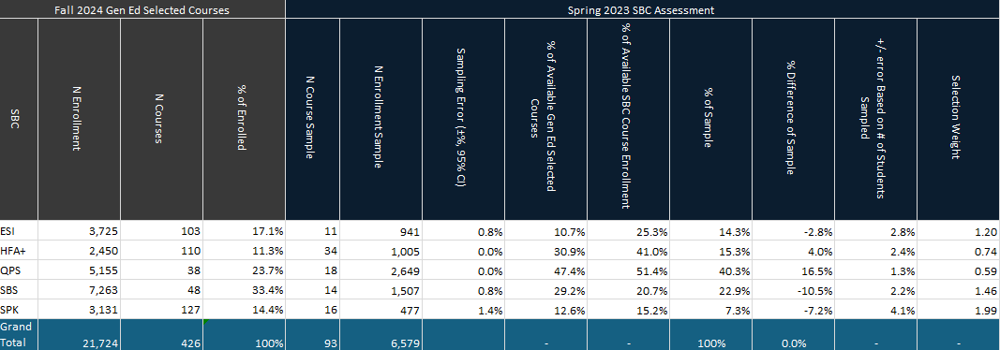 Fall 2024 Gen Ed Selected Courses Spring 2023 SBC Assessment
SBC
N Enrollment
N Courses
% of Enrolled
N Course Sample
N Enrollment Sample
Sampling Error (±%, 95% CI)
% of Available Gen Ed Selected
Courses
% of Available SBC Course Enrollment
% of Sample
% Difference of Sample
+/- error Based on # of Students
Sampled
Selection Weight
ESI 3,725 103 17.1% 11 941 0.8% 10.7% 25.3% 14.3% -2.8% 2.8% 1.20
HFA+ 2,450 110 11.3% 34 1,005 0.0% 30.9% 41.0% 15.3% 4.0% 2.4% 0.74
QPS 5,155 38 23.7% 18 2,649 0.0% 47.4% 51.4% 40.3% 16.5% 1.3% 0.59
SBS 7,263 48 33.4% 14 1,507 0.8% 29.2% 20.7% 22.9% -10.5% 2.2% 1.46
SPK 3,131 127 14.4% 16 477 1.4% 12.6% 15.2% 7.3% -7.2% 4.1% 1.99
Grand
Total 21,724 426 100% 93 6,579 - - 100% 0.0% - -